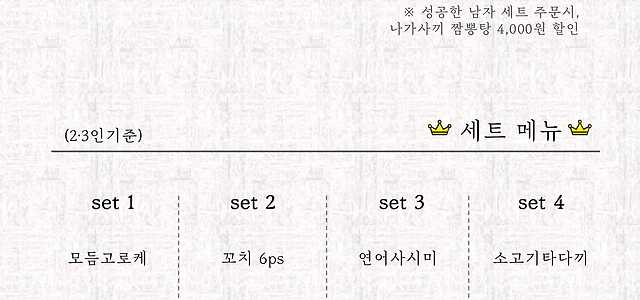 ※ 성공한 남자 세트 주문시,
나가사끼 짬뽕탕 4,000원 할인
(2·3인기준)
세트 메뉴
set 1
set 2
set 3
set 4
모듬고로케
꼬치 6ps
연어사시미
소고기타다끼